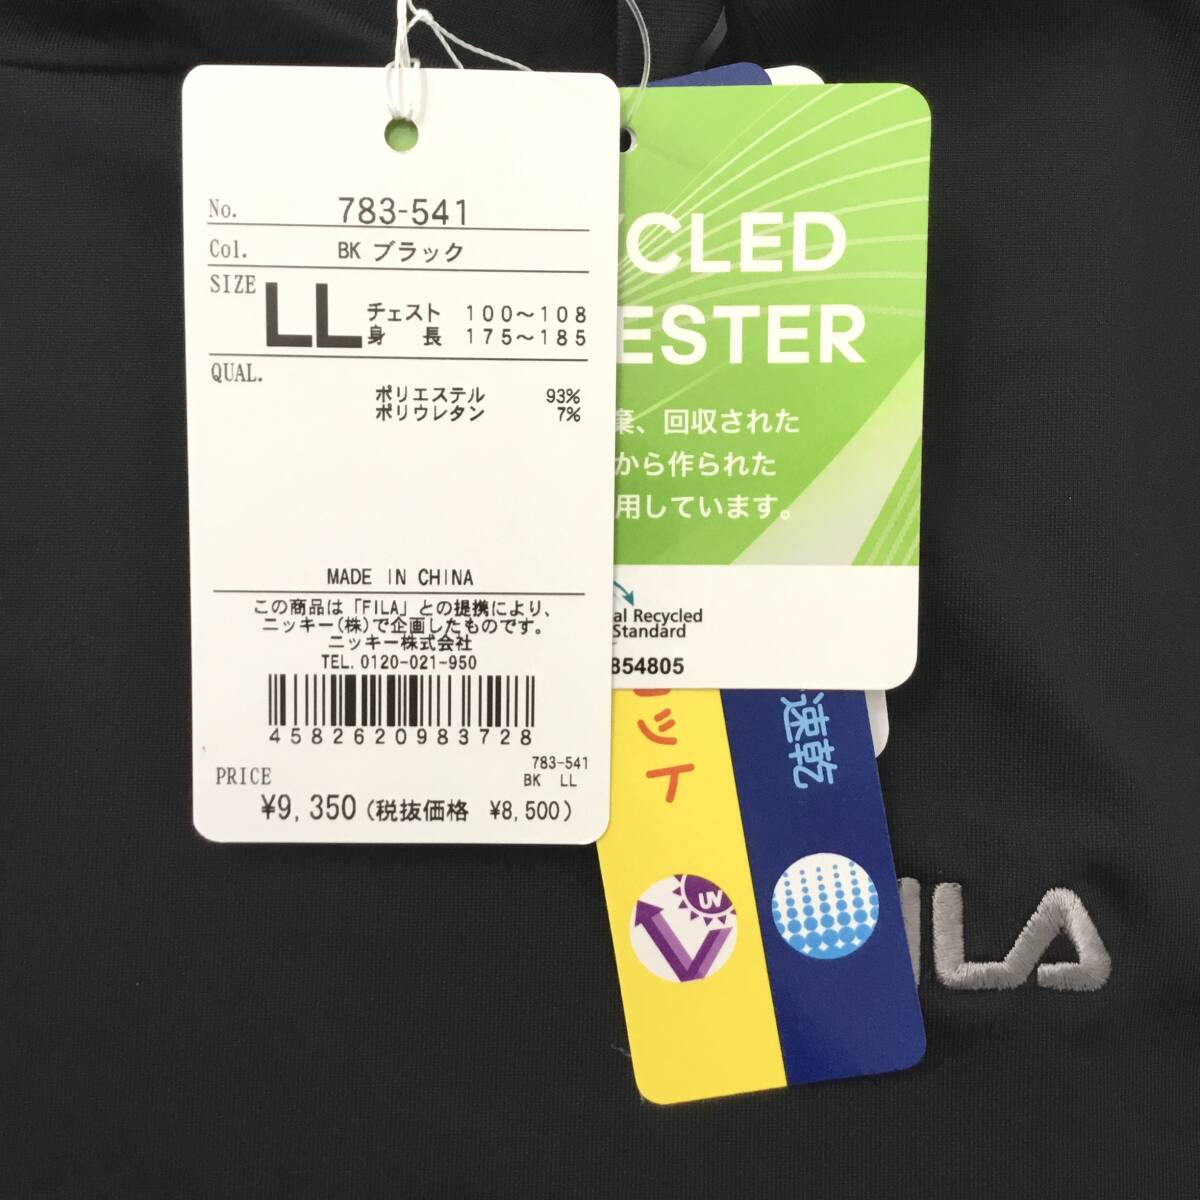 No. 783-541
Col. BK ブラック
SIZE LL チェスト 100～108
身長 175～185
QUAL.
ポリエステル 93%
ポリウレタン 7%
MADE IN CHINA
この商品は「FILA」との提携により、
ニッキー(株)で企画したものです。
ニッキー株式会社
TEL. 0120-021-950
4582620983728
783-541
BK LL
PRICE
¥9,350 (税抜価格 ¥8,500)
CLED
ESTER
棄、回収された
から作られた
用しています。
al Recycled
Standard
854805
ット
速乾
UV
ILA